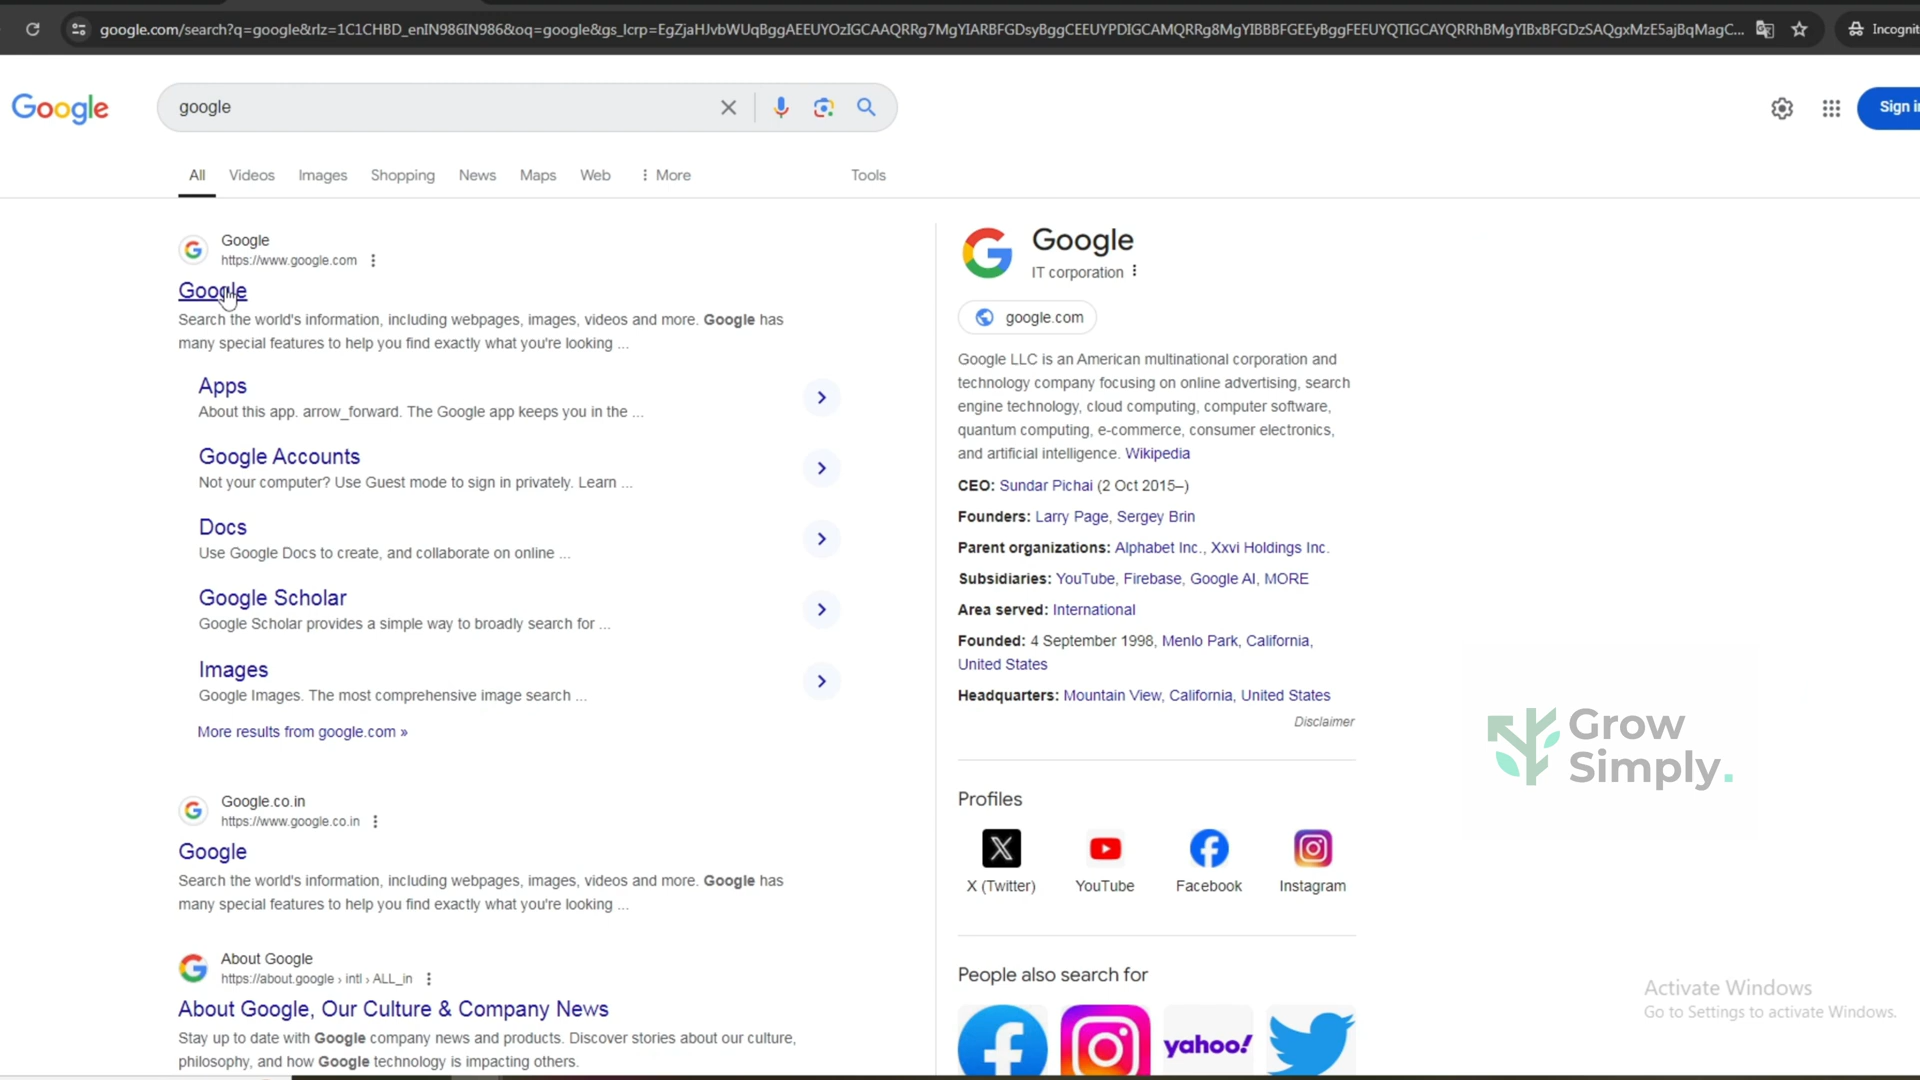 google.com/search?q=google&rlz=1C1CHBD_enIN986IN986&oq=google&gs_lcrp=EgZjaHJvbWUqBggAEEUYOzIGCAAQRRg7MgYIARBFGDsyBggCEEUYPDIGCAMQRRg8MgYIBBBFGEEyBggFEEUYQTIGCAYQRRhBMgYIBxBFGDzSAQgxMzE5ajBqMagC...
Incognit
Google
google
Sign in
All Videos Images Shopping News Maps Web More Tools
Google
https://www.google.com
Google
Search the world's information, including webpages, images, videos and more. Google has
many special features to help you find exactly what you're looking ...
Apps
About this app. arrow_forward. The Google app keeps you in the ...
Google Accounts
Not your computer? Use Guest mode to sign in privately. Learn ...
Docs
Use Google Docs to create, and collaborate on online ...
Google Scholar
Google Scholar provides a simple way to broadly search for ...
Images
Google Images. The most comprehensive image search ...
More results from google.com »
Google.co.in
https://www.google.co.in
Google
Search the world's information, including webpages, images, videos and more. Google has
many special features to help you find exactly what you're looking ...
About Google
https://about.google › intl › ALL_in
About Google, Our Culture & Company News
Stay up to date with Google company news and products. Discover stories about our culture,
philosophy, and how Google technology is impacting others.
Google
IT corporation
google.com
Google LLC is an American multinational corporation and
technology company focusing on online advertising, search
engine technology, cloud computing, computer software,
quantum computing, e-commerce, consumer electronics,
and artificial intelligence. Wikipedia
CEO: Sundar Pichai (2 Oct 2015–)
Founders: Larry Page, Sergey Brin
Parent organizations: Alphabet Inc., Xxvi Holdings Inc.
Subsidiaries: YouTube, Firebase, Google AI, MORE
Area served: International
Founded: 4 September 1998, Menlo Park, California,
United States
Headquarters: Mountain View, California, United States
Disclaimer
Profiles
X (Twitter) YouTube Facebook Instagram
People also search for
yahoo!
Grow
Simply.
Activate Windows
Go to Settings to activate Windows.